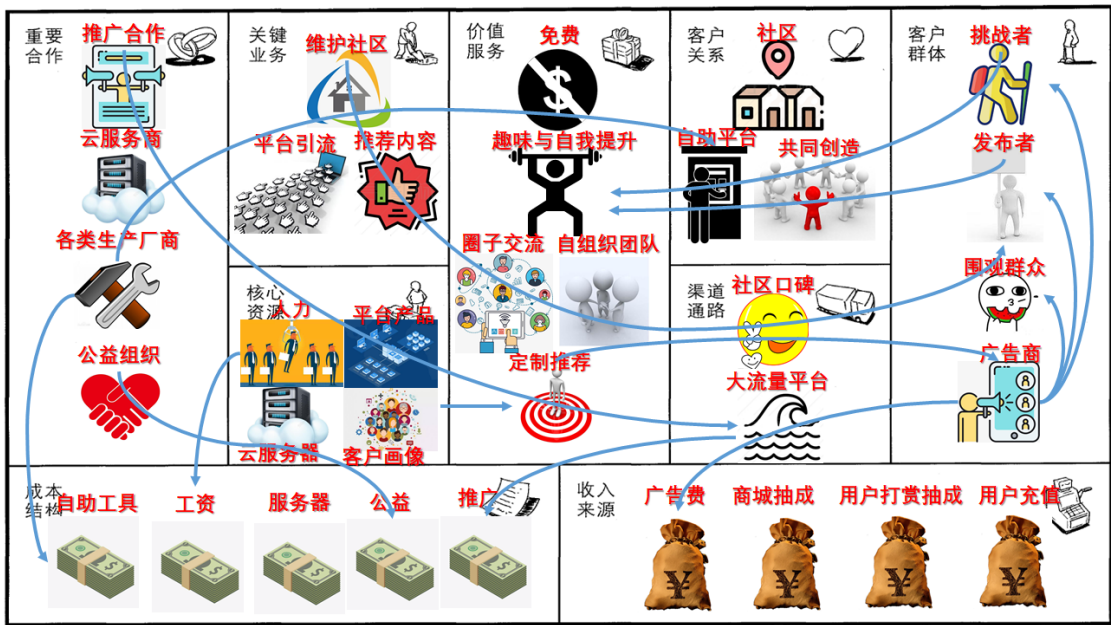 重要
合作
推广合作
云服务商
各类生产厂商
公益组织
关键
业务
维护社区
平台引流
推荐内容
核心
资源
人力
平台产品
云服务器
客户画像
价值
服务
免费
$
趣味与自我提升
圈子交流
自组织团队
定制推荐
客户
关系
社区
自助平台
共同创造
渠道
通路
社区口碑
大流量平台
客户
群体
挑战者
发布者
围观群众
广告商
成本
结构
自助工具
工资
服务器
公益
推广
收入
来源
广告费
商城抽成
用户打赏抽成
用户充值
¥
¥
¥
¥